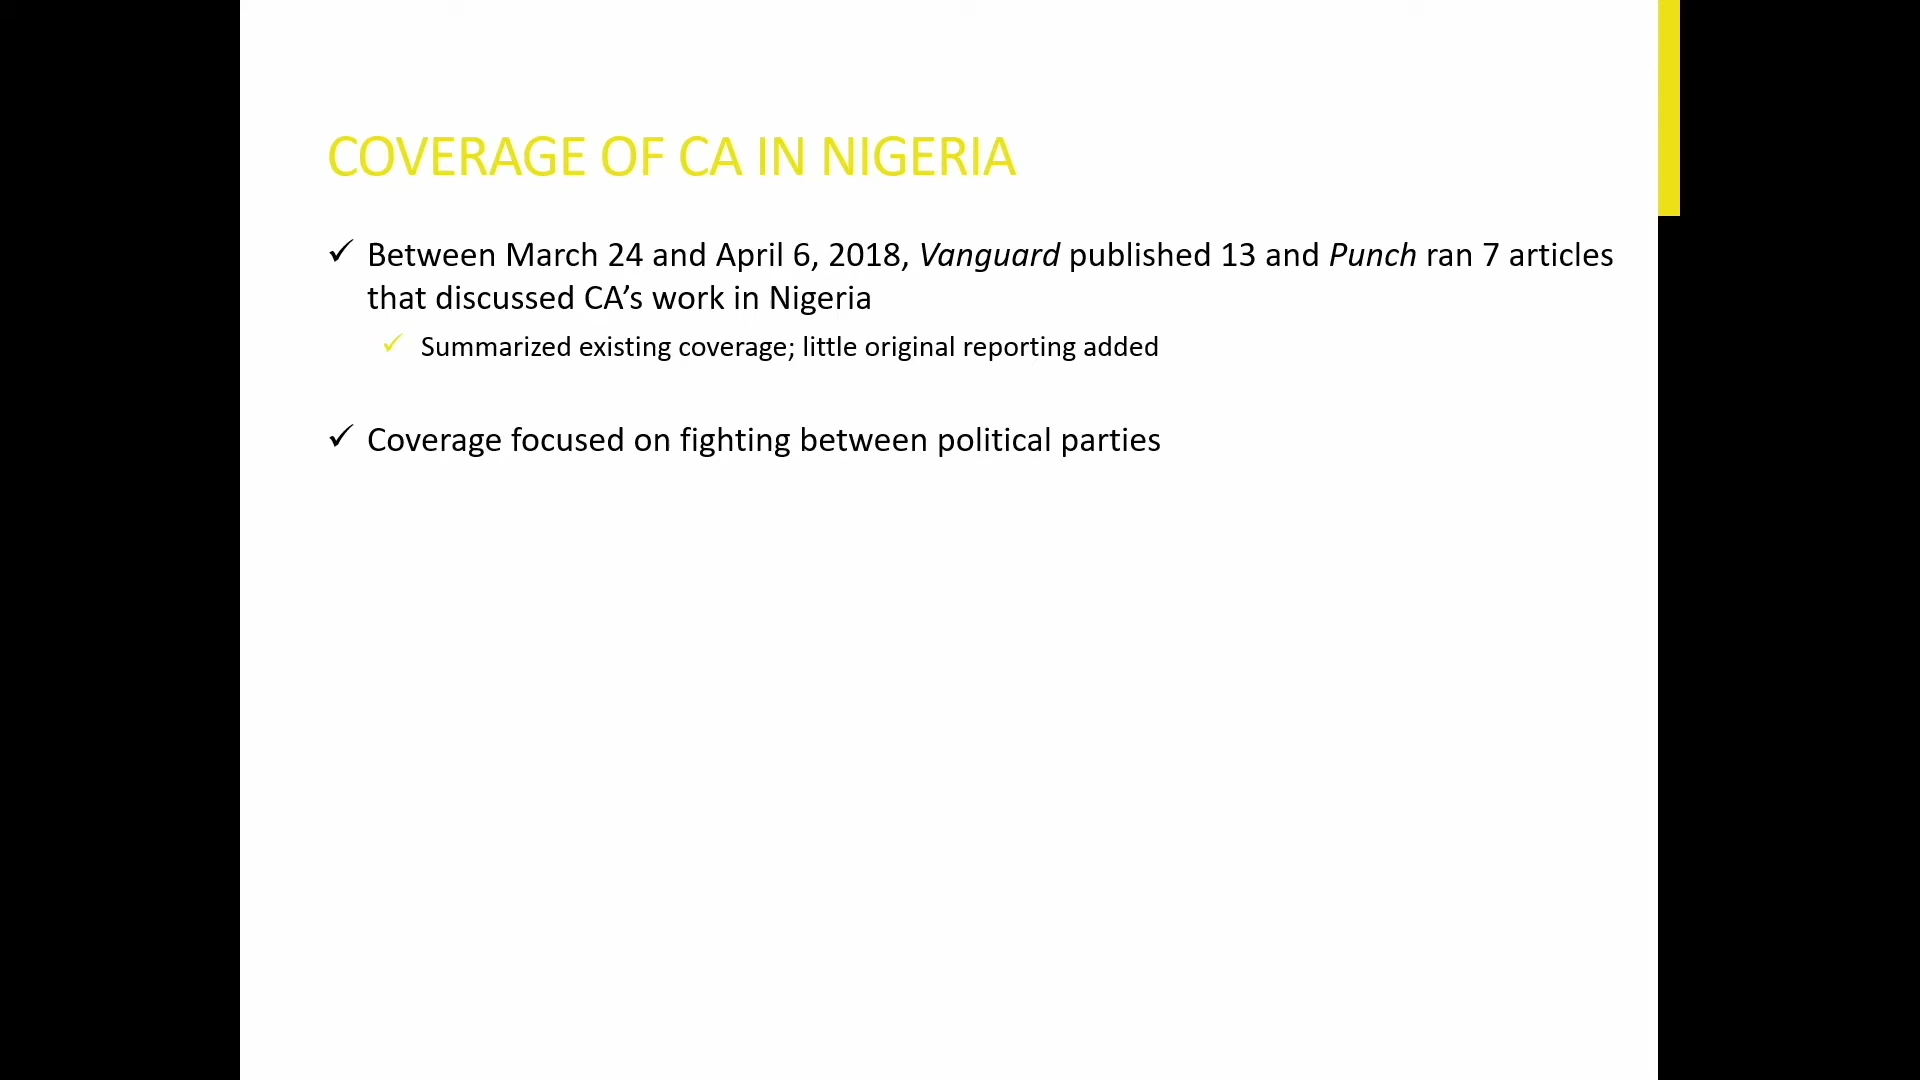 COVERAGE OF CA IN NIGERIA
✓ Between March 24 and April 6, 2018, Vanguard published 13 and Punch ran 7 articles
that discussed CA’s work in Nigeria
✓ Summarized existing coverage; little original reporting added
✓ Coverage focused on fighting between political parties